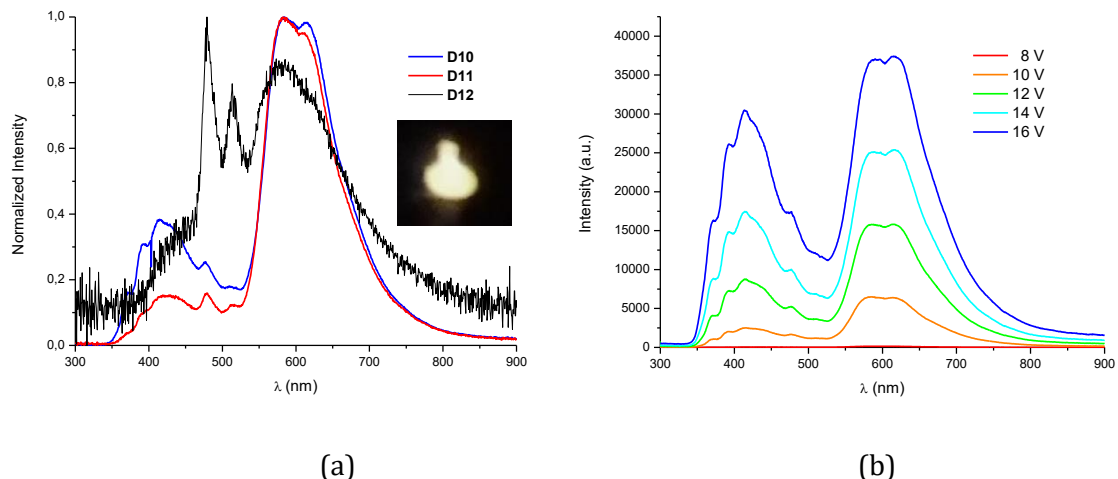 1,0
0,8
0,6
0,4
0,2
0,0
Normalized Intensity
300 400 500 600 700 800 900
λ (nm)
D10
D11
D12
(a)
40000
35000
30000
25000
20000
15000
10000
5000
0
Intensity (a.u.)
300 400 500 600 700 800 900
λ (nm)
8 V
10 V
12 V
14 V
16 V
(b)